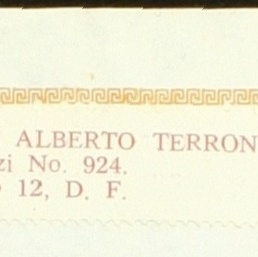 ALBERTO TERRON
zi No. 924.
12, D. F.